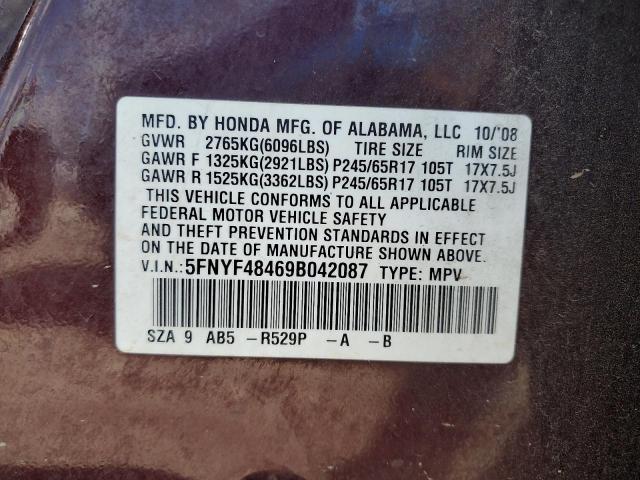 MFD. BY HONDA MFG. OF ALABAMA, LLC 10/'08
GVWR 2765KG(6096LBS) TIRE SIZE RIM SIZE
GAWR F 1325KG(2921LBS) P245/65R17 105T 17X7.5J
GAWR R 1525KG(3362LBS) P245/65R17 105T 17X7.5J
THIS VEHICLE CONFORMS TO ALL APPLICABLE
FEDERAL MOTOR VEHICLE SAFETY
AND THEFT PREVENTION STANDARDS IN EFFECT
ON THE DATE OF MANUFACTURE SHOWN ABOVE.
V.I.N.: 5FNYF48469B042087 TYPE: MPV
SZA 9 AB5 -R529P -A -B